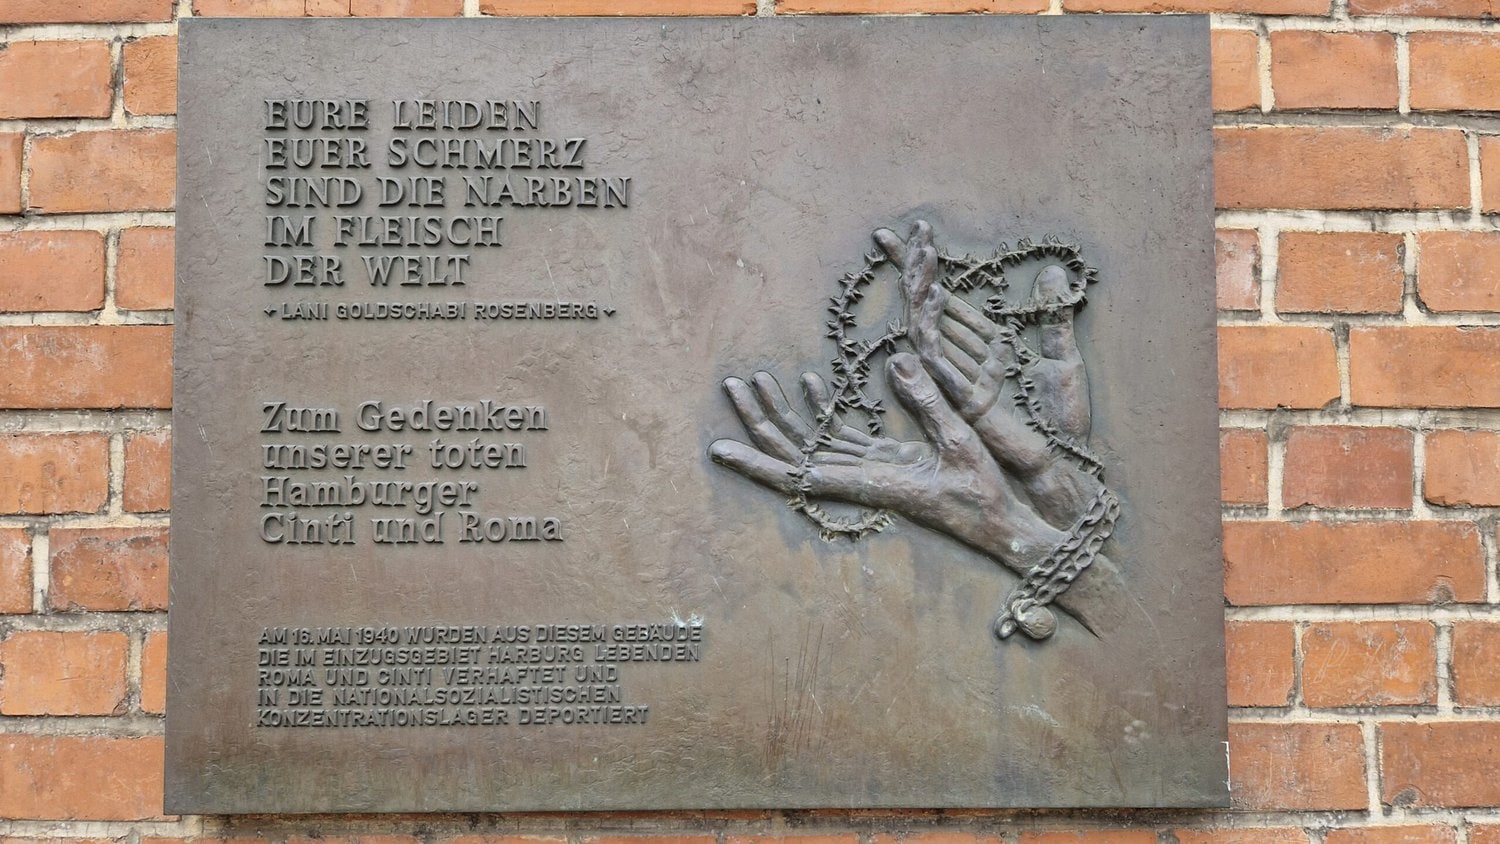 EURE LEIDEN
EUER SCHMERZ
SIND DIE NARBEN
IM FLEISCH
DER WELT
LANI GOLDSCHABI ROSENBERG
Zum Gedenken
unserer toten
Hamburger
Cinti und Roma
AM 16. MAI 1940 WURDEN AUS DIESEM GEBÄUDE
DIE IM EINZUGSGEBIET HARBURG LEBENDEN
ROMA UND CINTI VERHAFTET UND
IN DIE NATIONALSOZIALISTISCHEN
KONZENTRATIONSLAGER DEPORTIERT